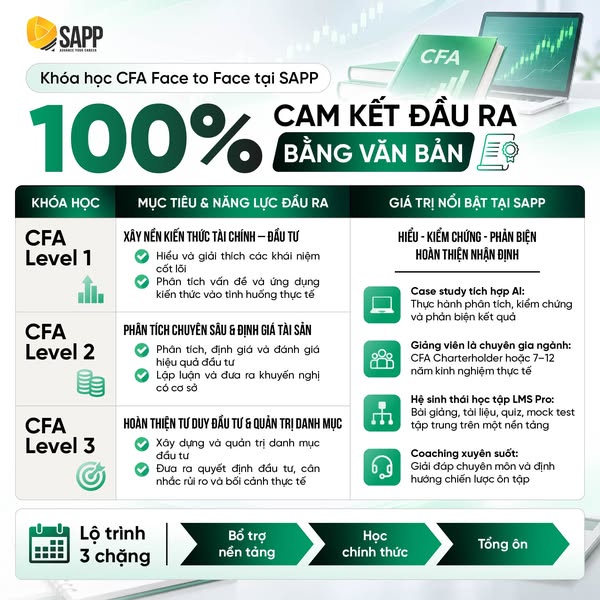 SAPP
ADVANCE YOUR CAREER
CFA
Khóa học CFA Face to Face tại SAPP
100%
CAM KẾT ĐẦU RA
BẰNG VĂN BẢN
KHÓA HỌC
MỤC TIÊU & NĂNG LỰC ĐẦU RA
GIÁ TRỊ NỔI BẬT TẠI SAPP
CFA
Level 1
XÂY NỀN KIẾN THỨC TÀI CHÍNH – ĐẦU TƯ
Hiểu và giải thích các khái niệm
cốt lõi
Phân tích vấn đề và ứng dụng
kiến thức vào tình huống thực tế
CFA
Level 2
PHÂN TÍCH CHUYÊN SÂU & ĐỊNH GIÁ TÀI SẢN
Phân tích, định giá và đánh giá
hiệu quả đầu tư
Lập luận và đưa ra khuyến nghị
có cơ sở
CFA
Level 3
HOÀN THIỆN TƯ DUY ĐẦU TƯ & QUẢN TRỊ DANH MỤC
Xây dựng và quản trị danh mục
đầu tư
Đưa ra quyết định đầu tư, cân
nhắc rủi ro và bối cảnh thực tế
HIỂU - KIỂM CHỨNG - PHẢN BIỆN
HOÀN THIỆN NHẬN ĐỊNH
Case study tích hợp AI:
Thực hành phân tích, kiểm chứng
và phản biện kết quả
Giảng viên là chuyên gia ngành:
CFA Charterholder hoặc 7–12
năm kinh nghiệm thực tế
Hệ sinh thái học tập LMS Pro:
Bài giảng, tài liệu, quiz, mock test
tập trung trên một nền tảng
Coaching xuyên suốt:
Giải đáp chuyên môn và định
hướng chiến lược ôn tập
Lộ trình
3 chặng
Bổ trợ
nền tảng
Học
chính thức
Tổng ôn